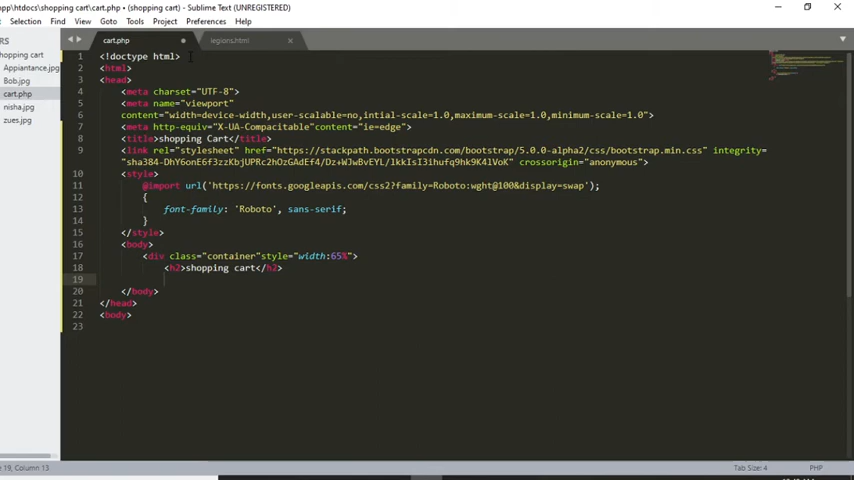 pp\htdocs\shopping cart\cart.php • (shopping cart) - Sublime Text (UNREGISTERED)
Selection Find View Goto Tools Project Preferences Help
RS
hopping cart
Appiantance.jpg
Bob.jpg
cart.php
nisha.jpg
zues.jpg
cart.php
legions.html
1 <!doctype html>
2 <html>
3 <head>
4 <meta charset="UTF-8">
5 <meta name="viewport"
6 content="width=device-width,user-scalable=no,intial-scale=1.0,maximum-scale=1.0,minimum-scale=1.0">
7 <meta http-equiv="X-UA-Compacitable"content="ie=edge">
8 <title>shopping Cart</title>
9 <link rel="stylesheet" href="https://stackpath.bootstrapcdn.com/bootstrap/5.0.0-alpha2/css/bootstrap.min.css" integrity=
crossorigin="anonymous">
10 <style>
11 @import url('https://fonts.googleapis.com/css2?family=Roboto:wght@100&display=swap');
12 {
13 font-family: 'Roboto', sans-serif;
14 }
15 </style>
16 <body>
17 <div class="container"style="width:65%">
18 <h2>shopping cart</h2>
19
20 </body>
21 </head>
22 <body>
23
e 19, Column 13
Tab Size: 4
PHP